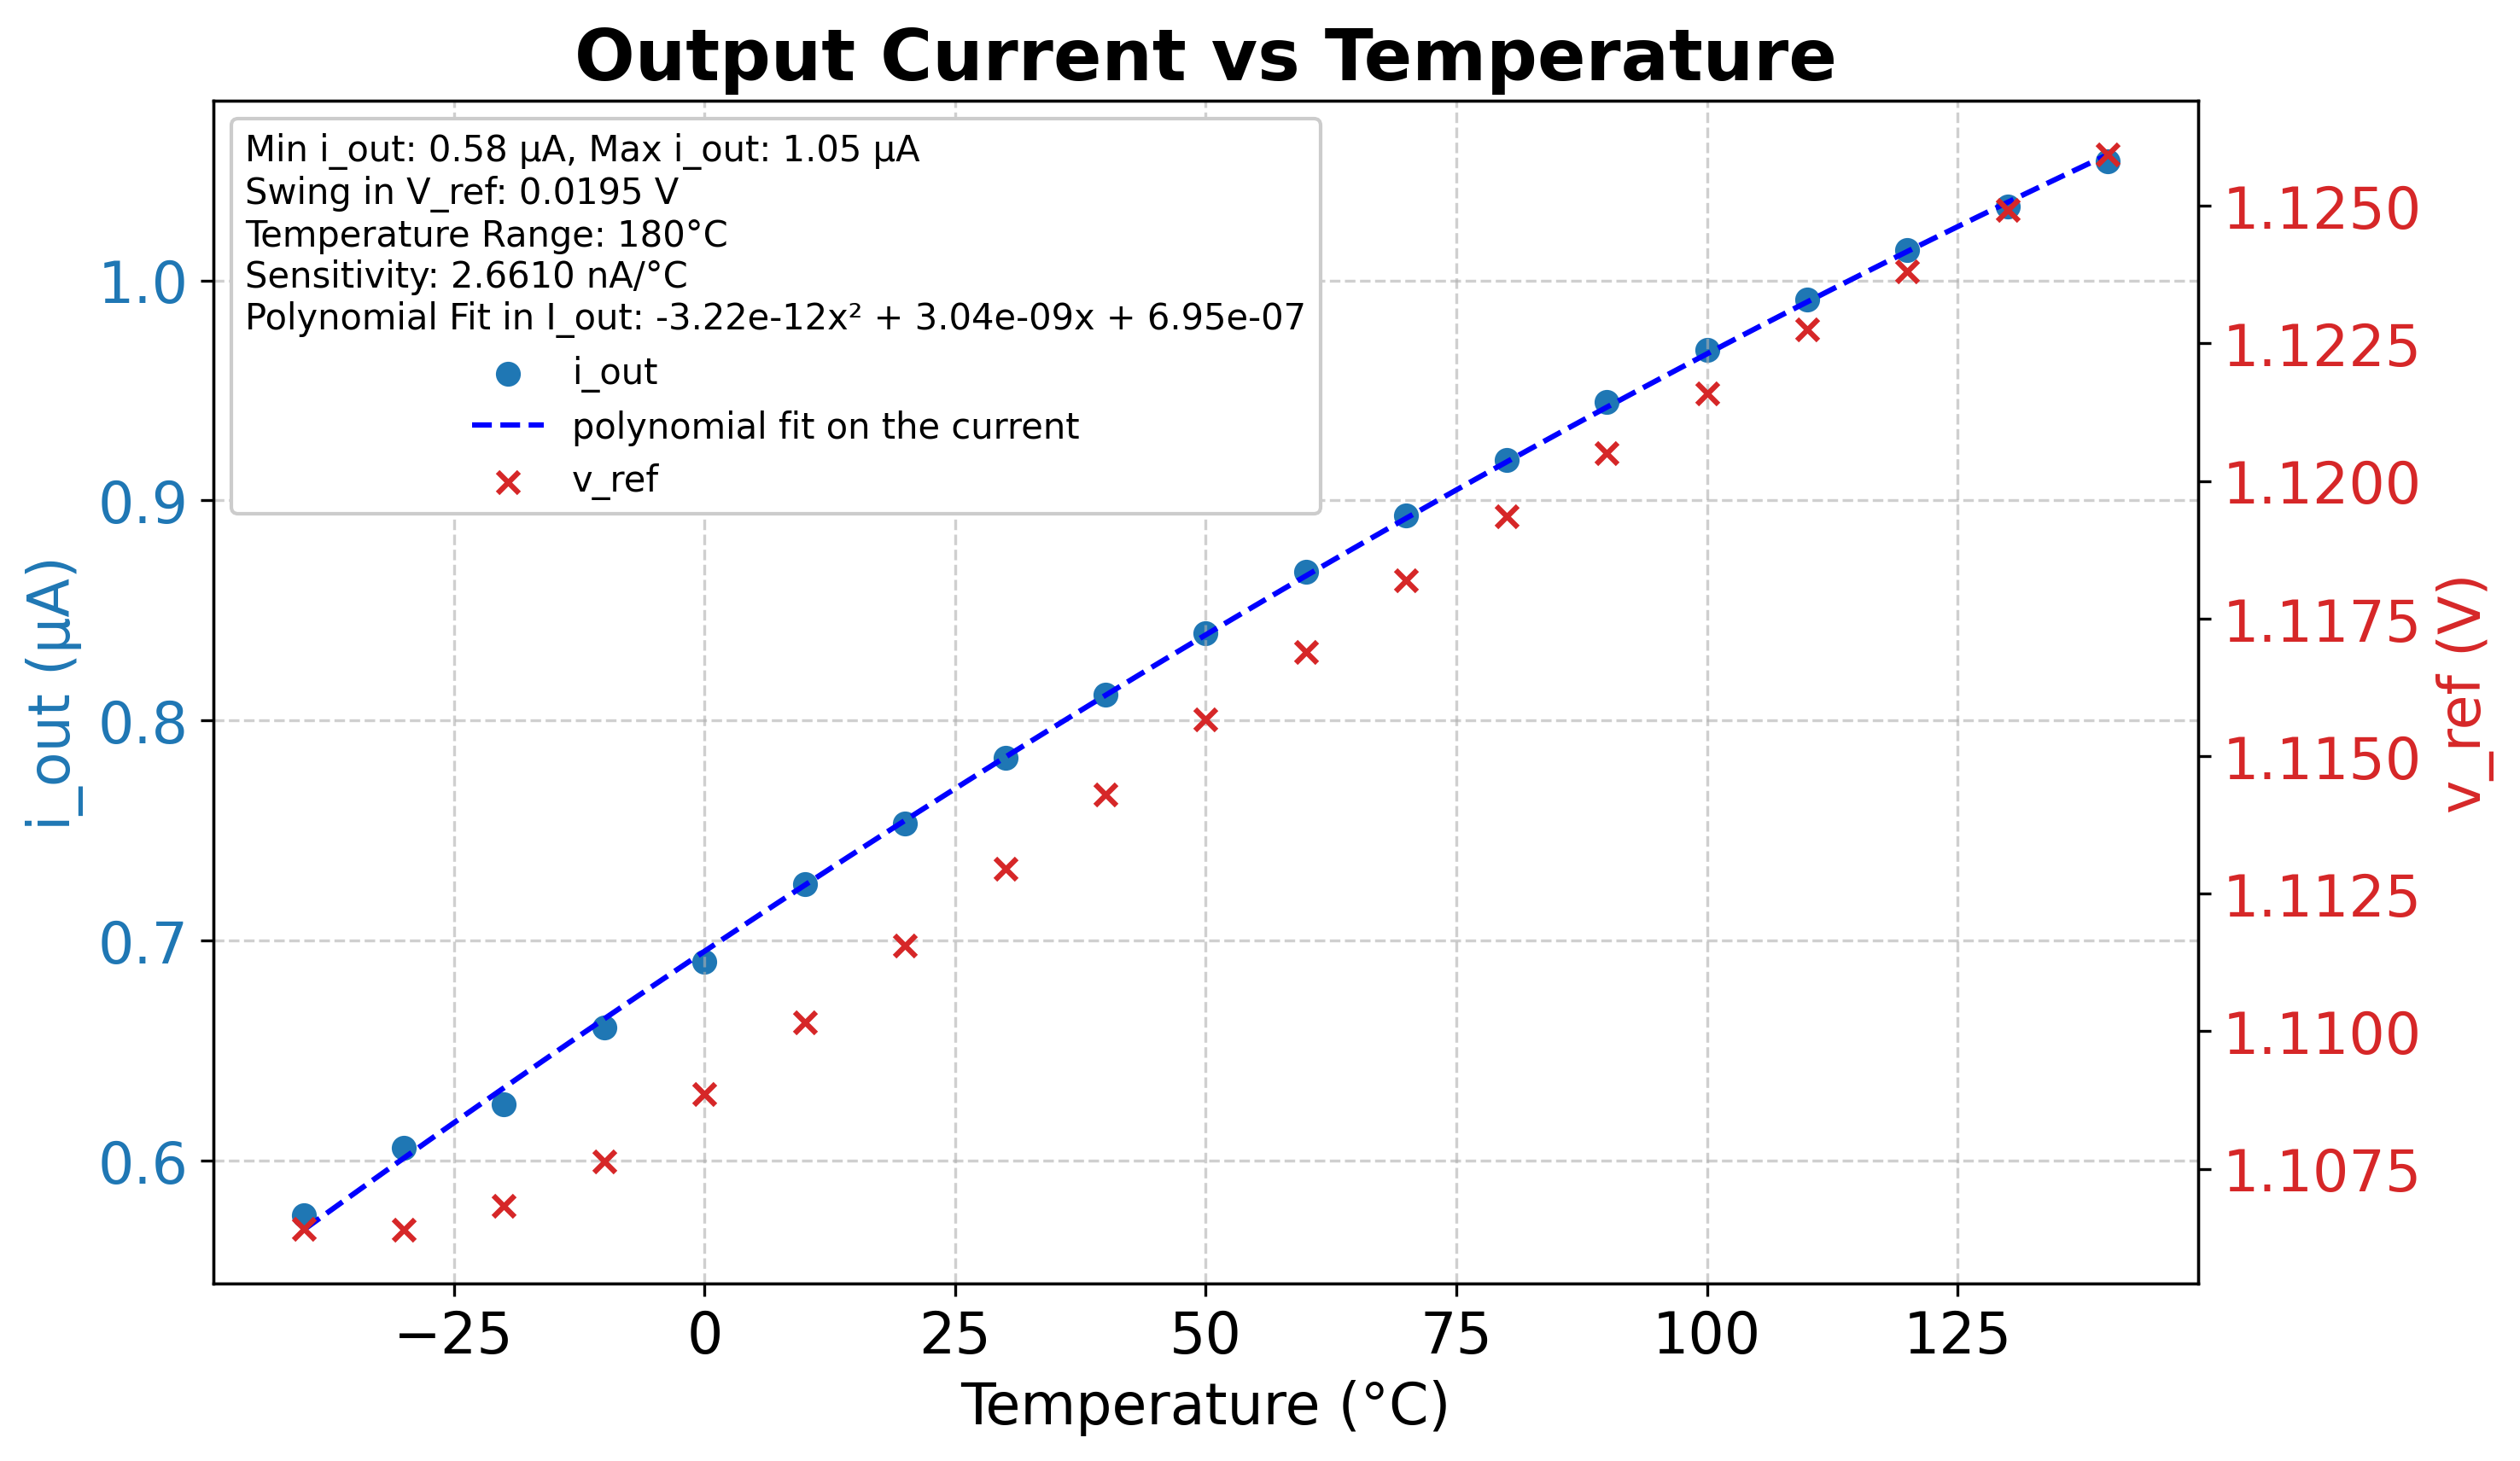 Output Current vs Temperature
Min i_out: 0.58 µA, Max i_out: 1.05 µA
Swing in V_ref: 0.0195 V
Temperature Range: 180°C
Sensitivity: 2.6610 nA/°C
Polynomial Fit in I_out: -3.22e-12x² + 3.04e-09x + 6.95e-07
i_out
polynomial fit on the current
v_ref
i_out (µA)
1.0
0.9
0.8
0.7
0.6
1.1250
1.1225
1.1200
1.1175
1.1150
1.1125
1.1100
1.1075
v_ref (V)
−25 0 25 50 75 100 125
Temperature (°C)